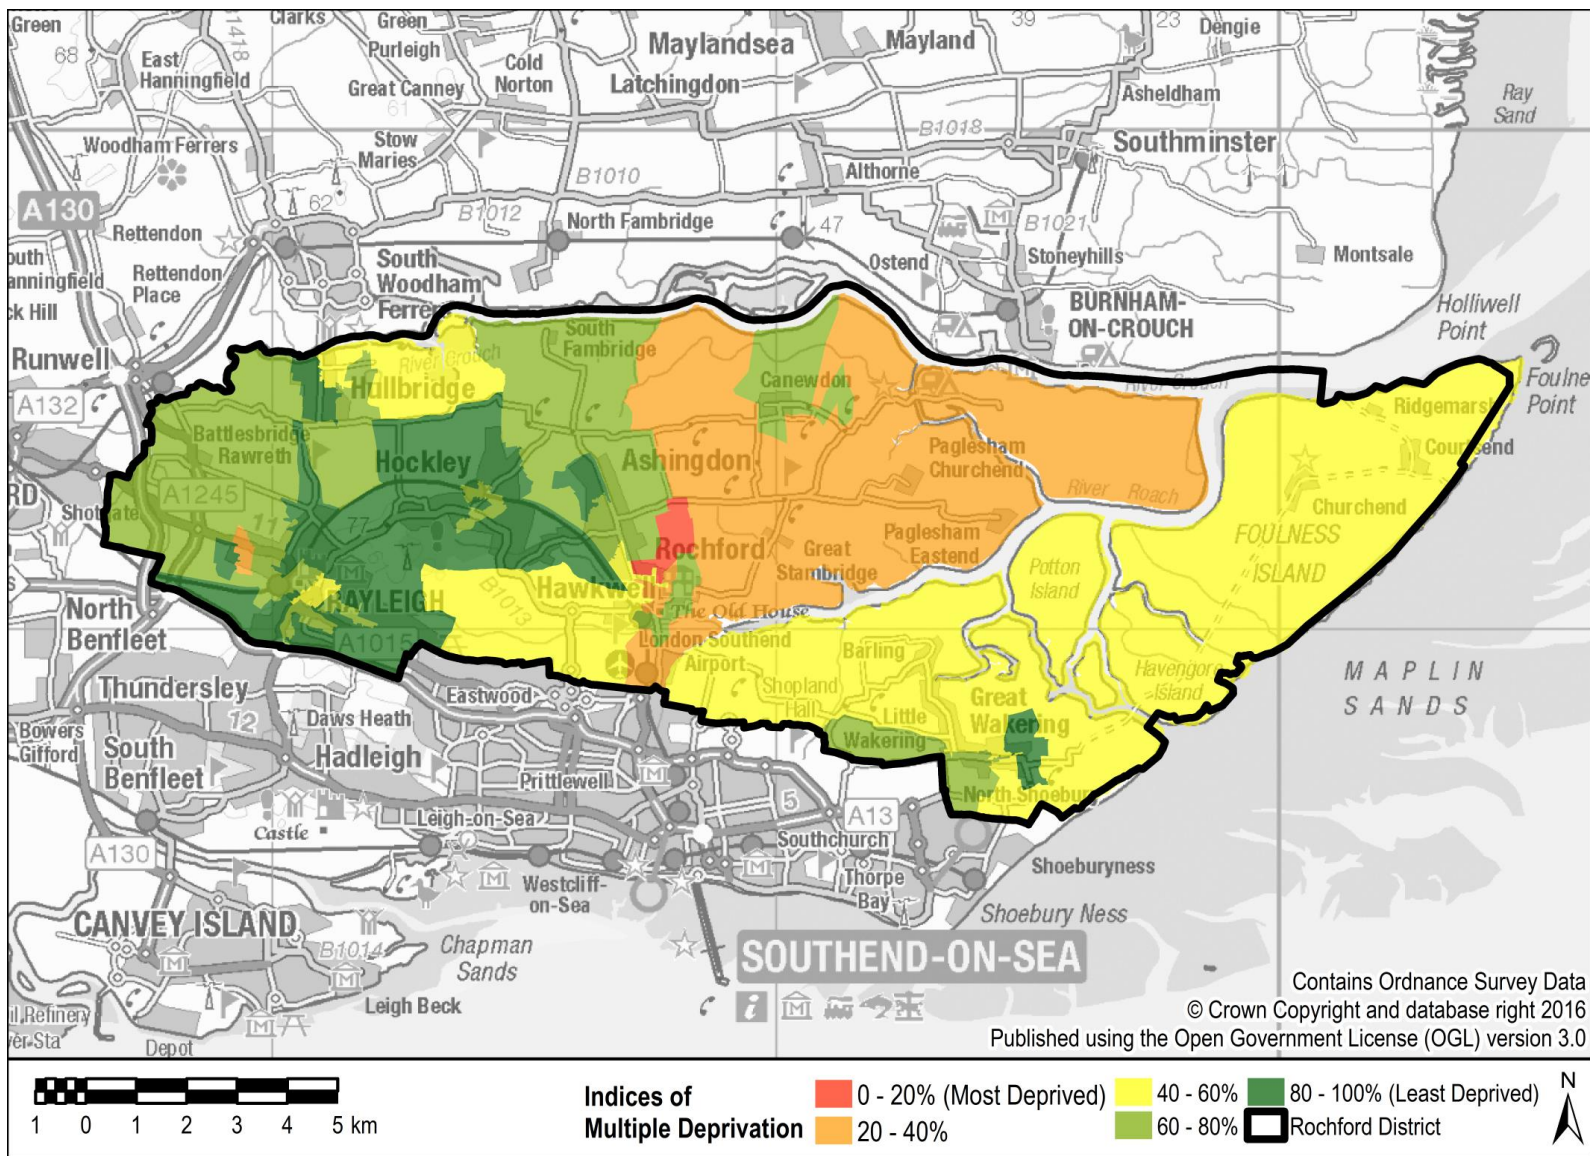 Green
Clarks
Green
39
23
Dengie
B1418
Purleigh
Maylandsea
Mayland
68
East
Hanningfield
Cold
Norton
Latchingdon
Great Canney
61
Asheldham
Ray
Sand
Woodham Ferrers
Stow
Maries
B1018
Southminster
Althorne
B1010
A130
62
B1012
North Fambridge
47
B1021
Rettendon
Stoneyhills
Montsale
Rettendon
Place
South
Woodham
Ostend
BURNHAM-
ON-CROUCH
Holliwell
Point
Runwell
South
Fambridge
River Crouch
River Crouch
Hullbridge
Canewdon
Foulne
Point
A132
Ridgemarsh
Battlesbridge
Rawreth
Hockley
Ashingdon
Paglesham
Churchend
A1245
River Roach
Churchend
77
Rochford
Great
Stambridge
Paglesham
Eastend
FOULNESS
ISLAND
Potton
Island
North
Benfleet
RAYLEIGH
Hawkwell
B1013
The Old House
A1015
London Southend
Airport
Barling
Havengore
Island
MAPLIN
SANDS
Thundersley
Eastwood
Shopland
Hall
Great
Wakering
12
Daws Heath
Little
Wakering
Bowers
Gifford
South
Benfleet
Hadleigh
Prittlewell
North Shoebury
5
A13
Castle
Leigh-on-Sea
Southchurch
A130
Shoeburyness
Westcliff-
on-Sea
Thorpe
Bay
Shoebury Ness
CANVEY ISLAND
B1014
Chapman
Sands
SOUTHEND-ON-SEA
Leigh Beck
Depot
Contains Ordnance Survey Data
© Crown Copyright and database right 2016
Published using the Open Government License (OGL) version 3.0
1 0 1 2 3 4 5 km
Indices of
Multiple Deprivation
0 - 20% (Most Deprived)
20 - 40%
40 - 60%
60 - 80%
80 - 100% (Least Deprived)
Rochford District
N